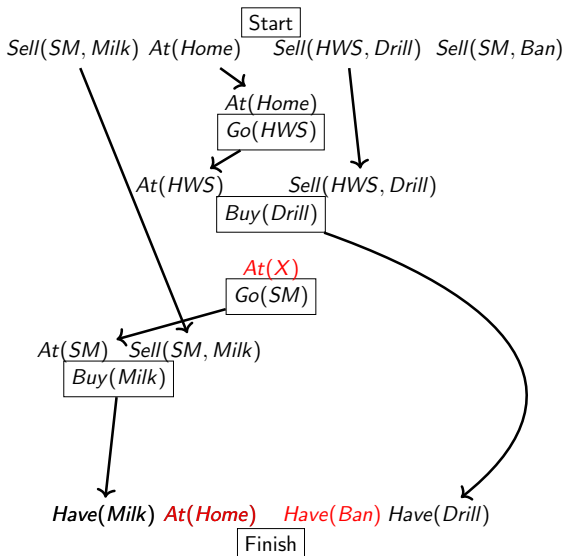 Start
Sell(SM, Milk) At(Home) Sell(HWS, Drill) Sell(SM, Ban)
At(Home)
Go(HWS)
At(HWS) Sell(HWS, Drill)
Buy(Drill)
At(X)
Go(SM)
At(SM) Sell(SM, Milk)
Buy(Milk)
Have(Milk) At(Home) Have(Ban) Have(Drill)
Finish